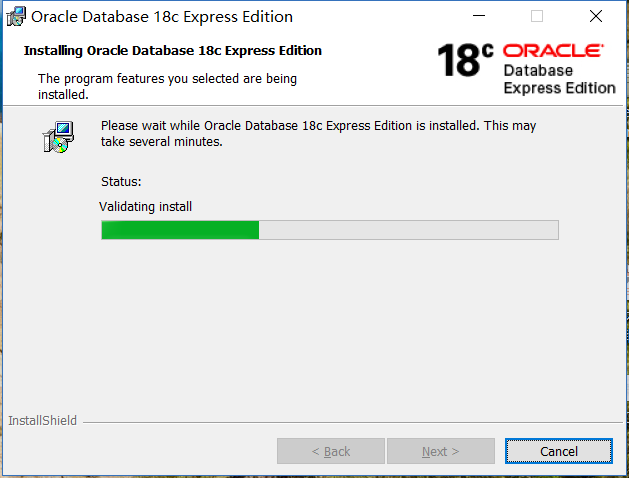 Oracle Database 18c Express Edition
Installing Oracle Database 18c Express Edition
The program features you selected are being
installed.
18c ORACLE
Database
Express Edition
Please wait while Oracle Database 18c Express Edition is installed. This may
take several minutes.
Status:
Validating install
InstallShield
< Back
Next >
Cancel